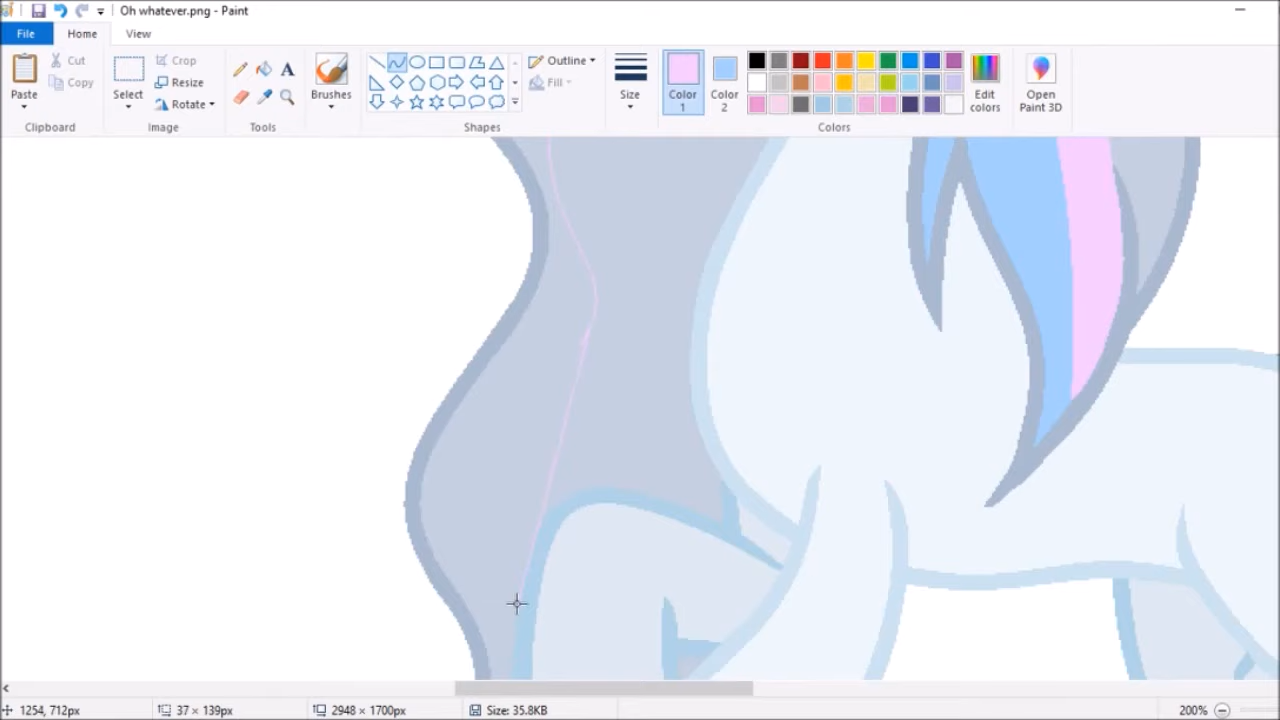 Oh whatever.png - Paint
File Home View
Paste
Cut
Copy
Clipboard
Select
Crop
Resize
Rotate
Image
A
Tools
Brushes
Outline
Fill
Shapes
Size
Color 1
Color 2
Colors
Edit colors
Open Paint 3D
1254, 712px 37 × 139px 2948 × 1700px Size: 35.8KB 200%